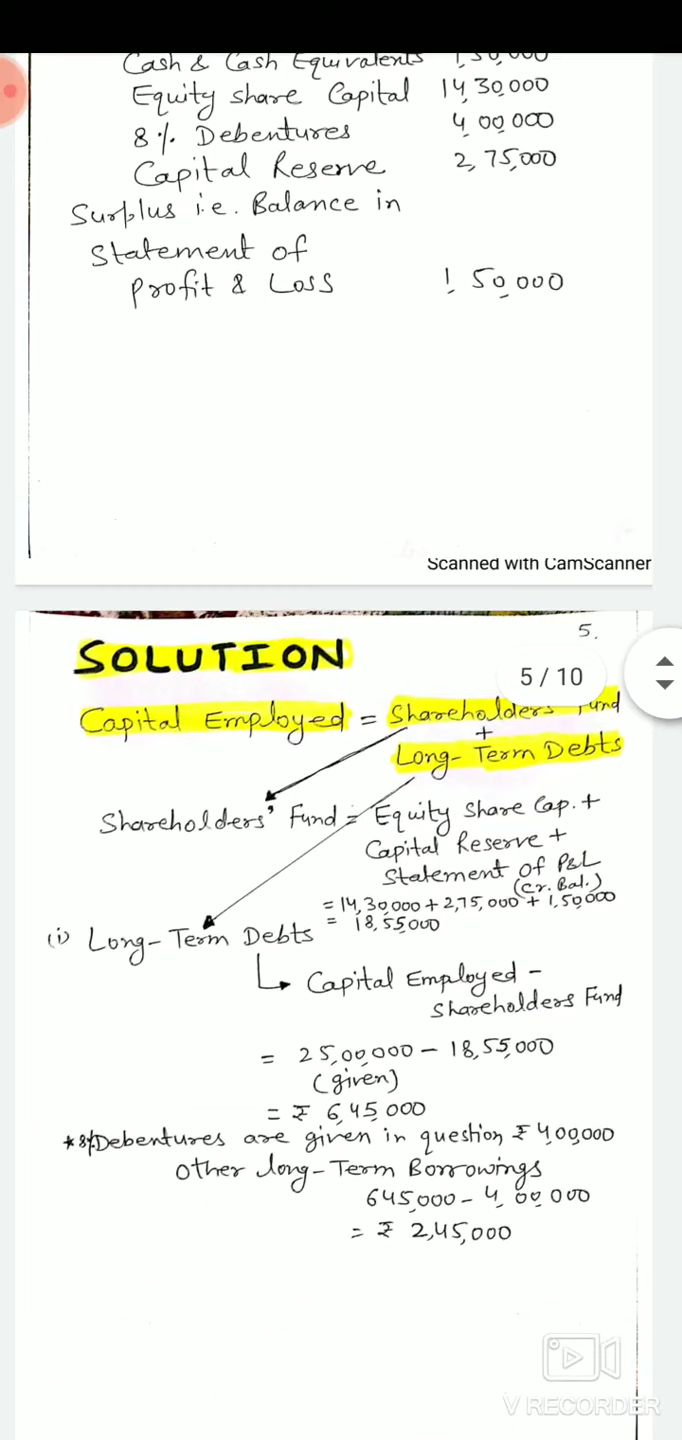 Cash & Cash Equivalents 1,50,000
Equity Share Capital 14,30,000
8% Debentures 4,00,000
Capital Reserve 2,75,000
Surplus i.e. Balance in
Statement of
Profit & Loss 1,50,000
Scanned with CamScanner
5.
SOLUTION
5 / 10
Capital Employed = Shareholders' Fund
+
Long-Term Debts
Shareholders' Fund = Equity Share Cap. +
Capital Reserve +
Statement of P&L
(Cr. Bal.)
= 14,30,000 + 2,75,000 + 1,50,000
= 18,55,000
(i) Long-Term Debts
Capital Employed -
Shareholders Fund
= 25,00,000 - 18,55,000
(given)
= ₹ 6,45,000
*8% Debentures are given in question ₹ 4,00,000
Other long-Term Borrowings
645,000 - 4,00,000
= ₹ 2,45,000
V RECORDER